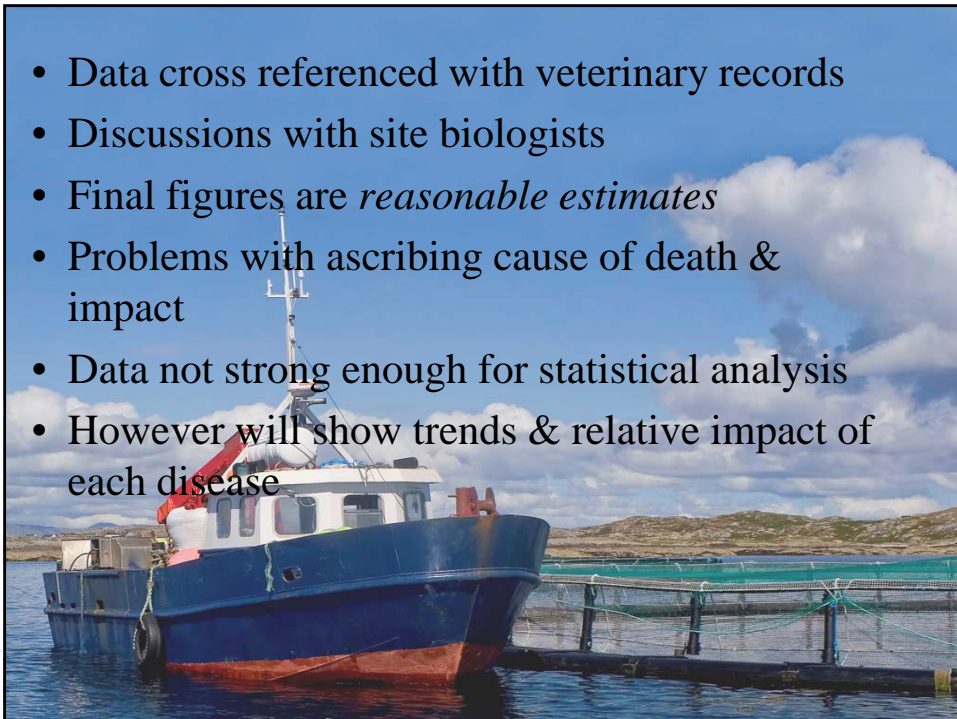 • Data cross referenced with veterinary records
• Discussions with site biologists
• Final figures are reasonable estimates
• Problems with ascribing cause of death &
impact
• Data not strong enough for statistical analysis
• However will show trends & relative impact of
each disease